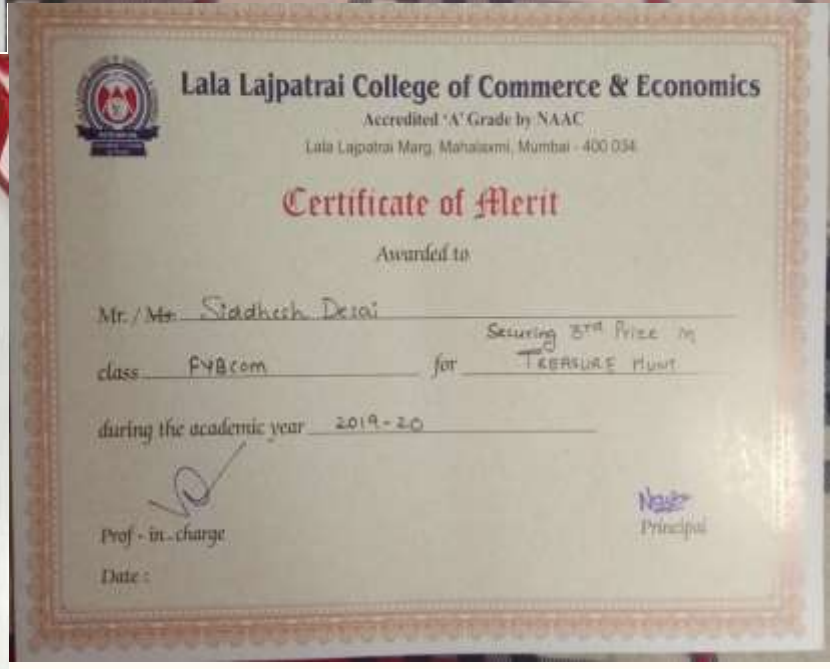 Lala Lajpatrai College of Commerce & Economics
Accredited 'A' Grade by NAAC
Lala Lajpatrai Marg, Mahalaxmi, Mumbai - 400 034.
Certificate of Merit
Awarded to
Mr. / Ms. Siddhesh Desai
Securing 3rd Prize in
class FYBcom for TREASURE HUNT
during the academic year 2019-20
Prof - in - charge
Principal
Date :